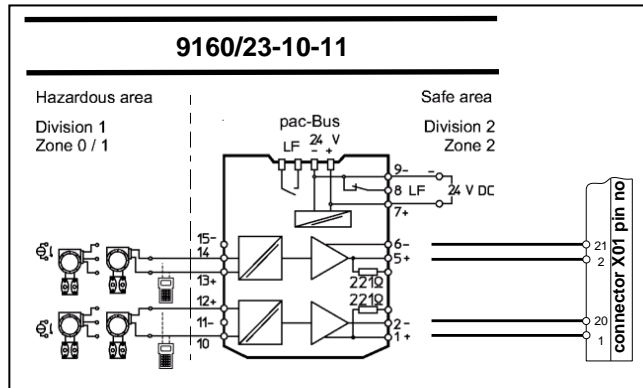 9160/23-10-11
Hazardous area
Safe area
Division 1
Zone 0 / 1
pac-Bus
Division 2
Zone 2
LF 24 V
- +
9-
-
8 LF
24 V DC
7+
15-
14
13+
12+
11-
10
6-
5+
221Ω
221Ω
2-
1+
21
2
20
1
connector X01 pin no